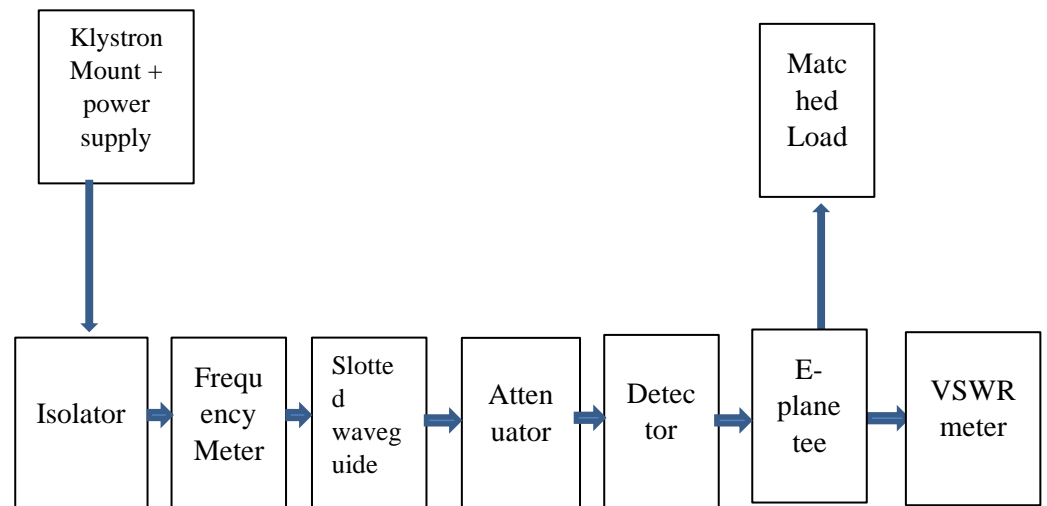 Klystron
Mount +
power
supply
Matc
hed
Load
Isolator
Frequ
ency
Meter
Slotte
d
waveg
uide
Atten
uator
Detec
tor
E-
plane
tee
VSWR
meter